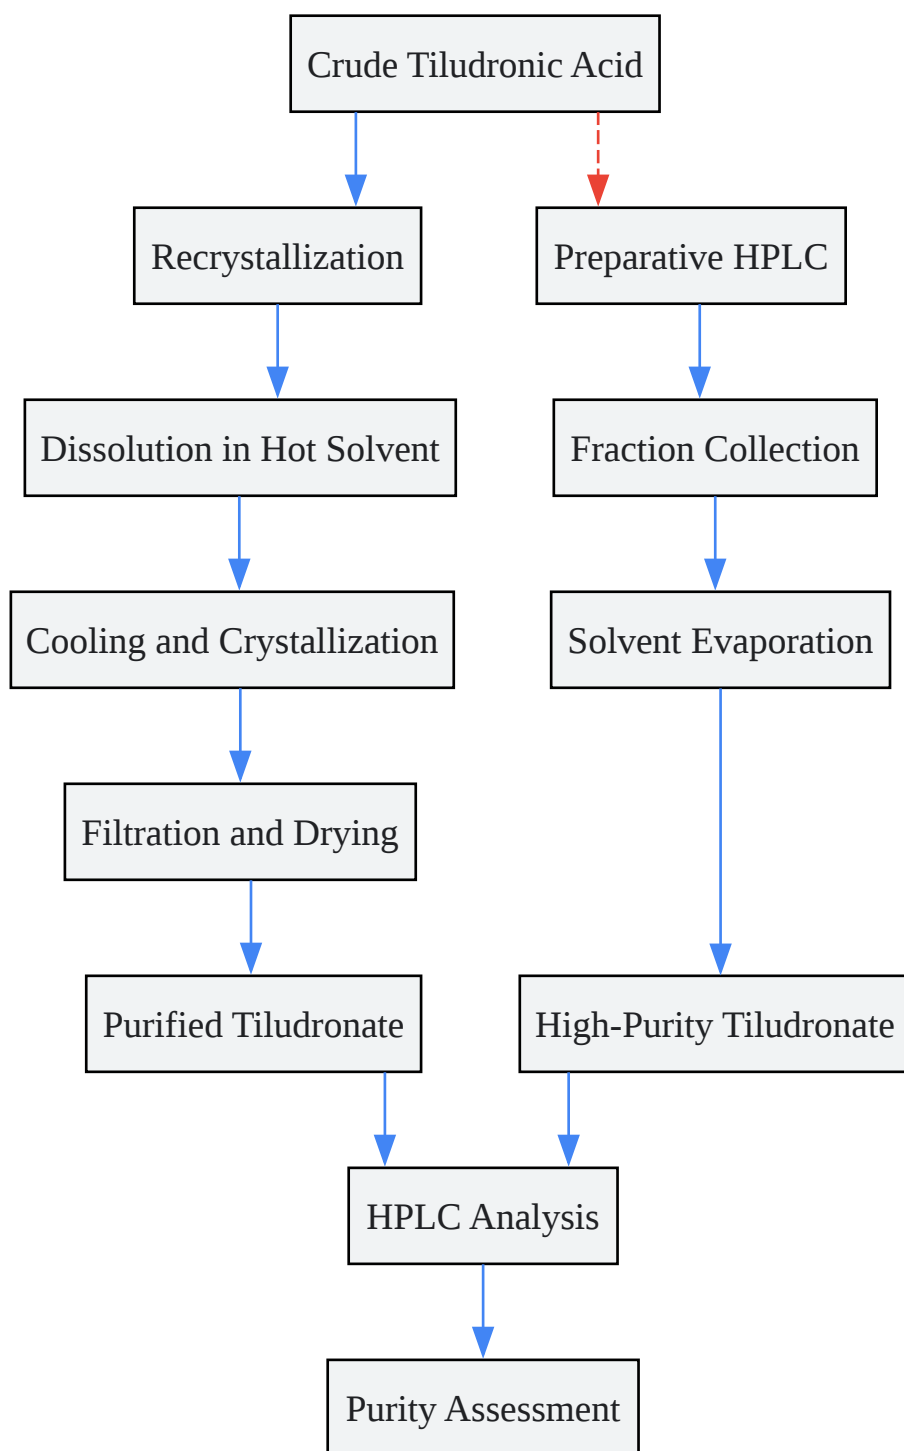 Crude Tiludronic Acid
Recrystallization
Preparative HPLC
Dissolution in Hot Solvent
Fraction Collection
Cooling and Crystallization
Solvent Evaporation
Filtration and Drying
Purified Tiludronate
High-Purity Tiludronate
HPLC Analysis
Purity Assessment